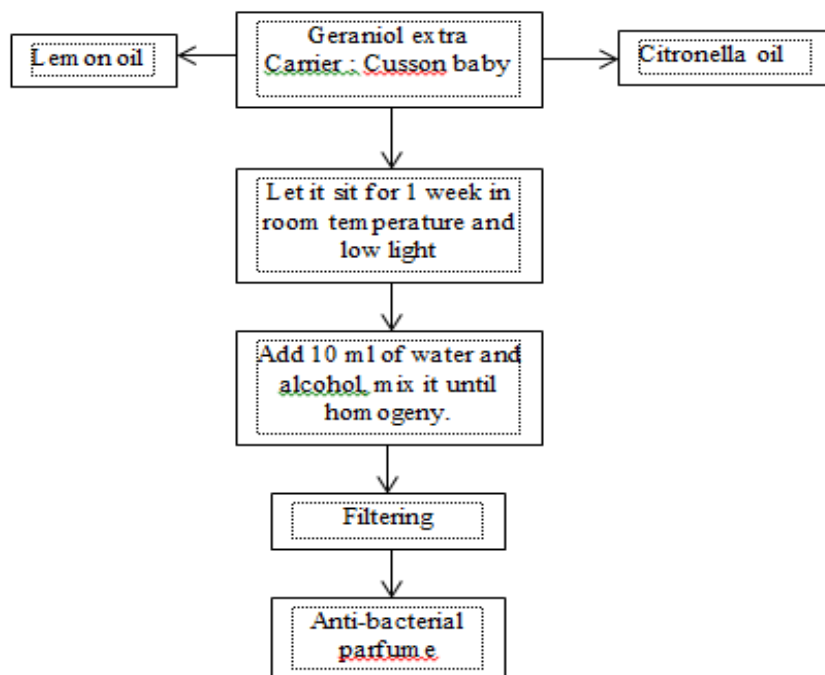 Lemon oil
Geraniol extra
Carrier : Cusson baby
Citronella oil
Let it sit for 1 week in
room temperature and
low light
Add 10 ml of water and
alcohol, mix it until
homogeny.
Filtering
Anti-bacterial
parfume